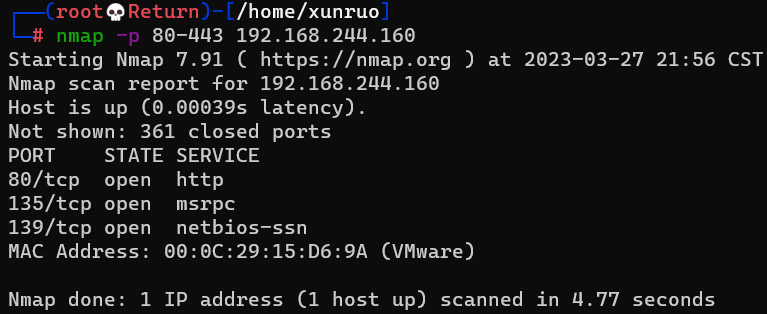 ┌──(root💀Return)-[/home/xunruo]
└─# nmap -p 80-443 192.168.244.160
Starting Nmap 7.91 ( https://nmap.org ) at 2023-03-27 21:56 CST
Nmap scan report for 192.168.244.160
Host is up (0.00039s latency).
Not shown: 361 closed ports
PORT    STATE SERVICE
80/tcp  open  http
135/tcp open  msrpc
139/tcp open  netbios-ssn
MAC Address: 00:0C:29:15:D6:9A (VMware)
Nmap done: 1 IP address (1 host up) scanned in 4.77 seconds